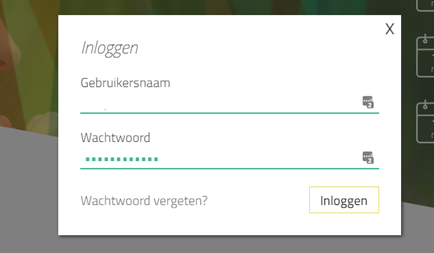 X
Inloggen
Gebruikersnaam
Wachtwoord
Wachtwoord vergeten?
Inloggen